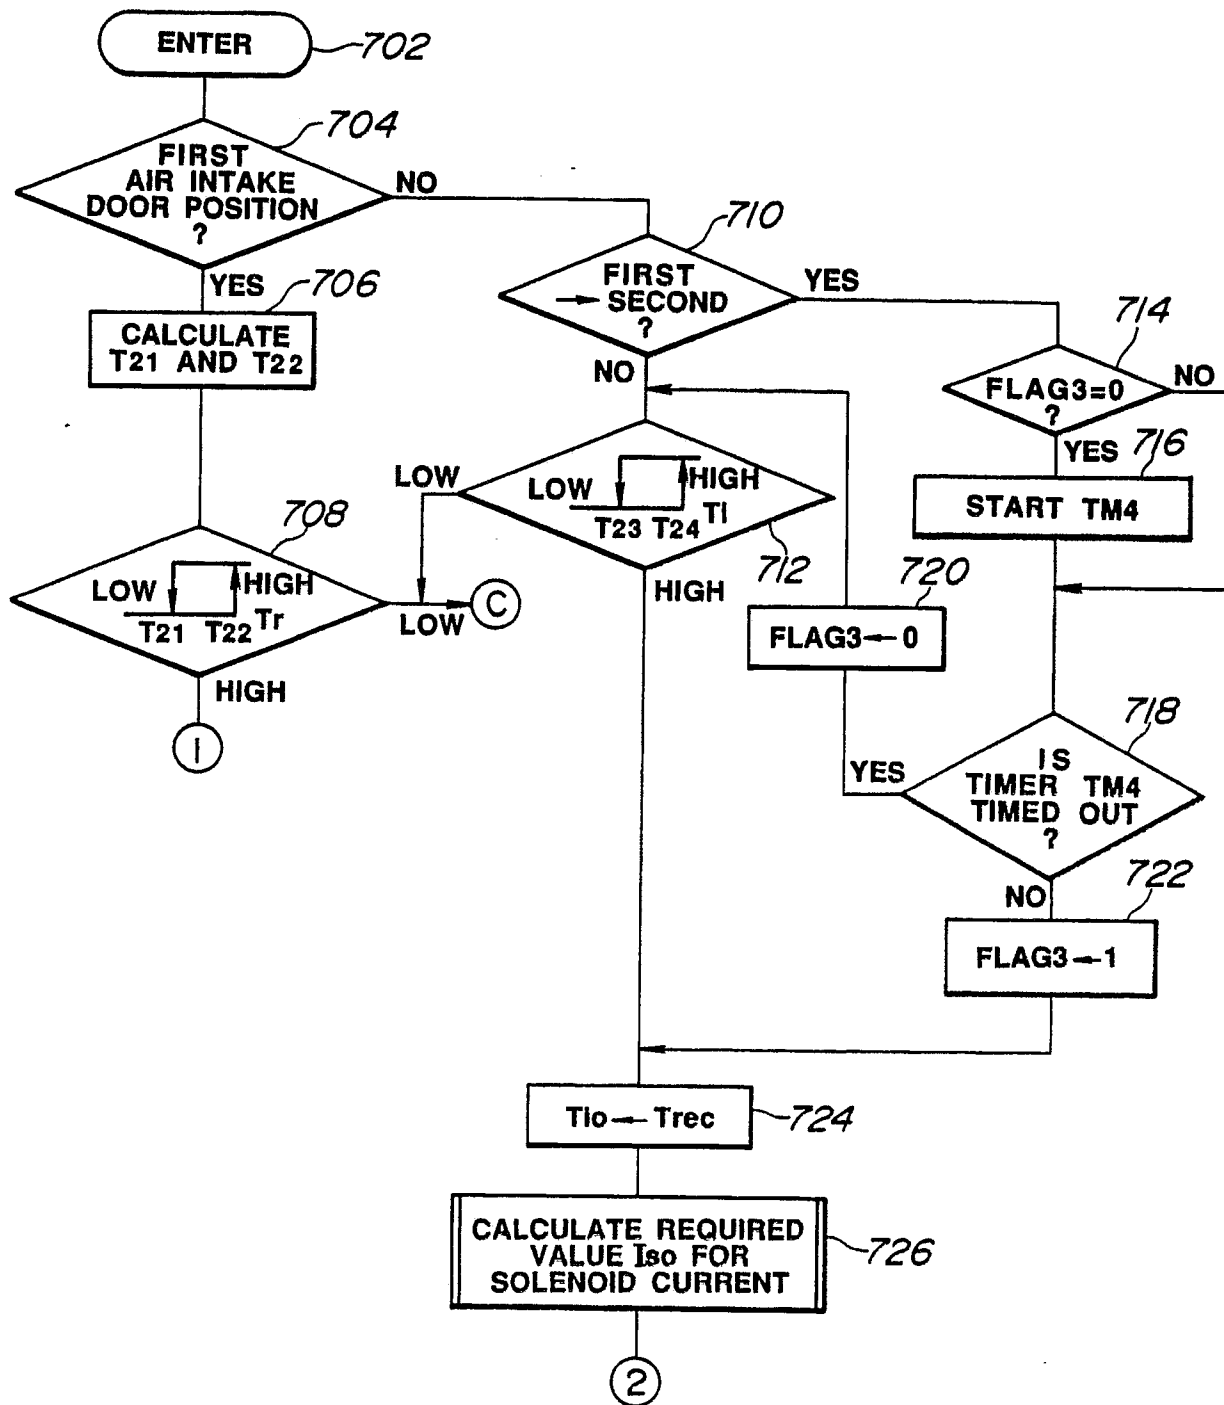 ENTER
702
704
FIRST
AIR INTAKE
DOOR POSITION
?
NO
YES
706
CALCULATE
T21 AND T22
708
LOW
HIGH
T21 T22 Tr
LOW
HIGH
1
C
710
FIRST
→ SECOND
?
YES
NO
LOW
LOW
HIGH
T23 T24 TI
712
HIGH
714
FLAG3=0
?
NO
YES
716
START TM4
720
FLAG3←0
718
IS
TIMER TM4
TIMED OUT
?
YES
NO
722
FLAG3←1
TIo←Trec
724
CALCULATE REQUIRED
VALUE Iso FOR
SOLENOID CURRENT
726
2